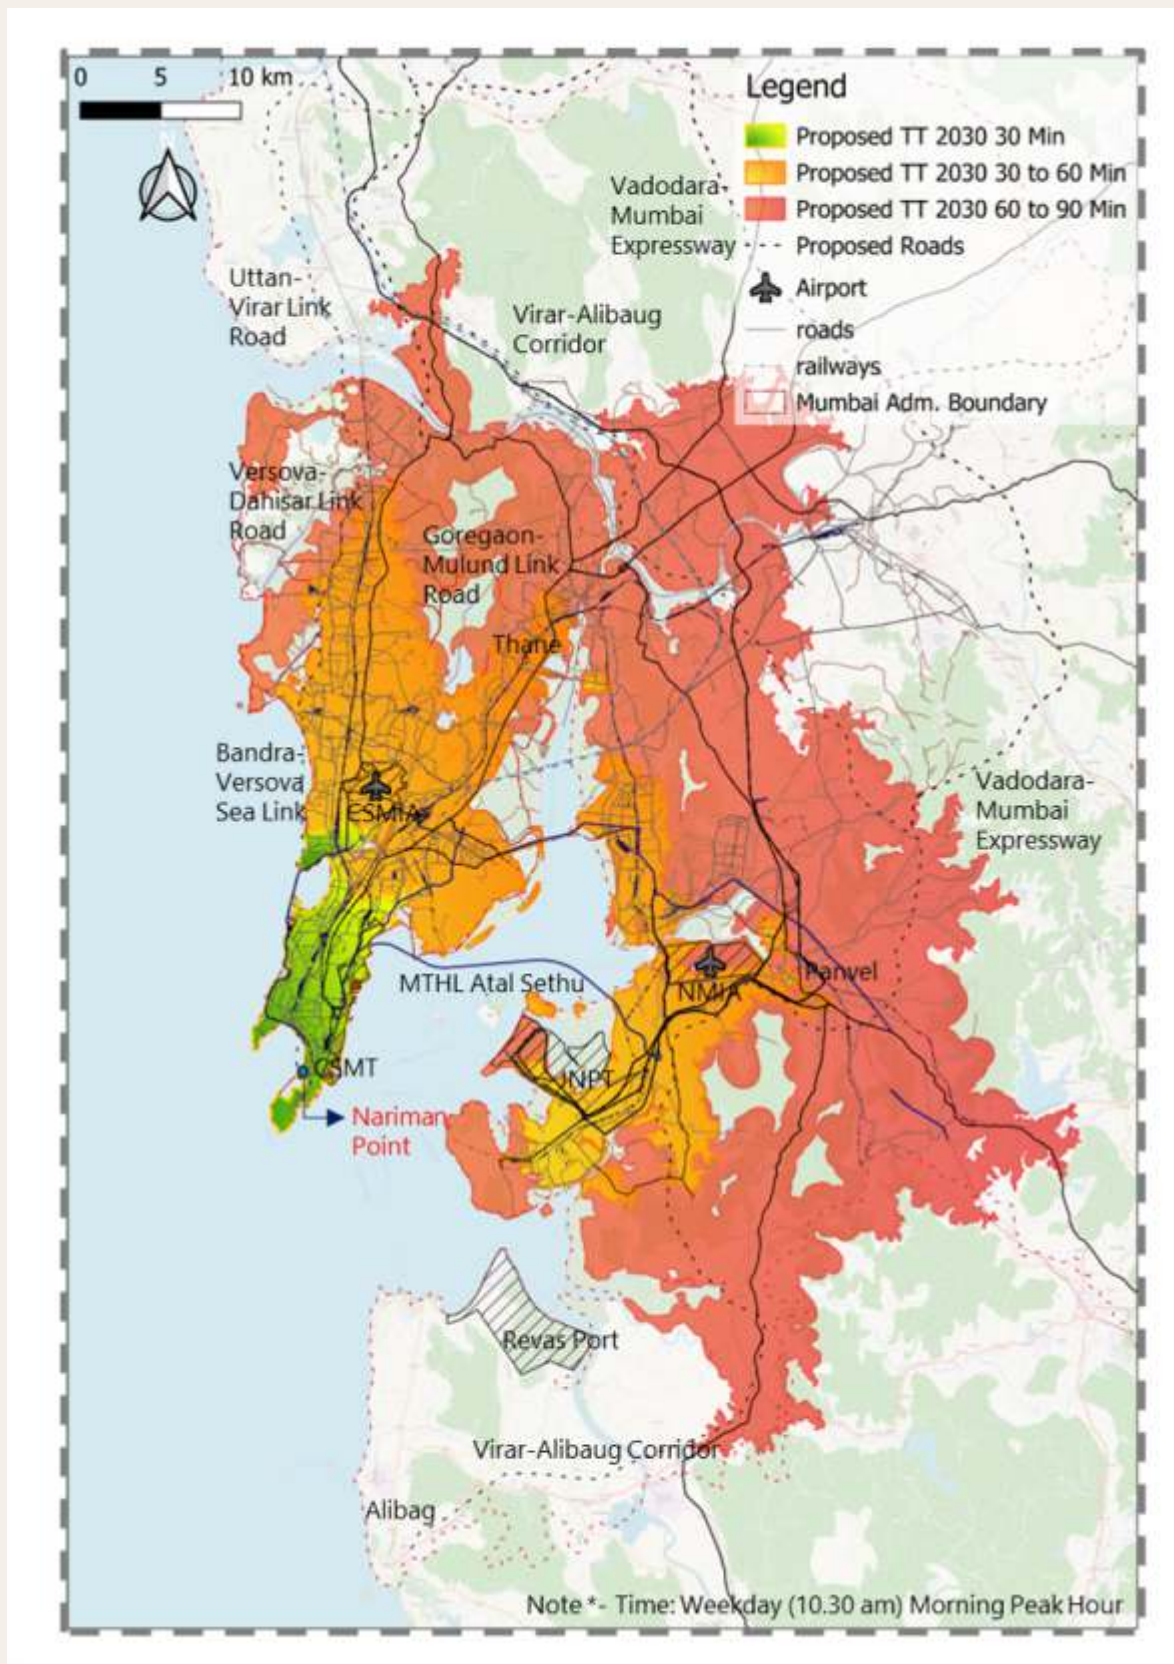 0 5 10 km
N
Legend
Proposed TT 2030 30 Min
Proposed TT 2030 30 to 60 Min
Proposed TT 2030 60 to 90 Min
Proposed Roads
Airport
roads
railways
Mumbai Adm. Boundary
Vadodara-
Mumbai
Expressway
Uttan-
Virar Link
Road
Virar-Alibaug
Corridor
Versova-
Dahisar Link
Road
Goregaon-
Mulund Link
Road
Thane
Bandra-
Versova
Sea Link
CSMIA
Vadodara-
Mumbai
Expressway
MTHL Atal Sethu
NMIA
Panvel
CSMT
JNPT
Nariman
Point
Revas Port
Virar-Alibaug Corridor
Alibag
Note *- Time: Weekday (10.30 am) Morning Peak Hour